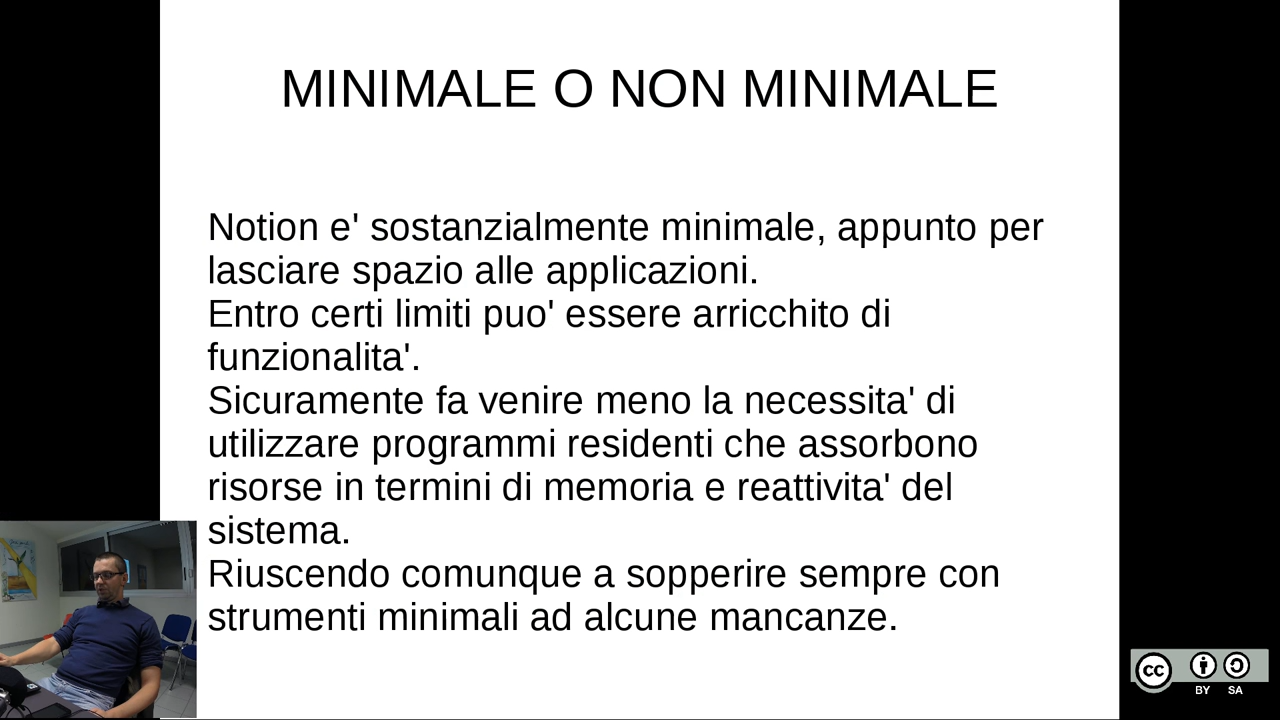 MINIMALE O NON MINIMALE
Notion e' sostanzialmente minimale, appunto per
lasciare spazio alle applicazioni.
Entro certi limiti puo' essere arricchito di
funzionalita'.
Sicuramente fa venire meno la necessita' di
utilizzare programmi residenti che assorbono
risorse in termini di memoria e reattivita' del
sistema.
Riuscendo comunque a sopperire sempre con
strumenti minimali ad alcune mancanze.
cc
BY SA